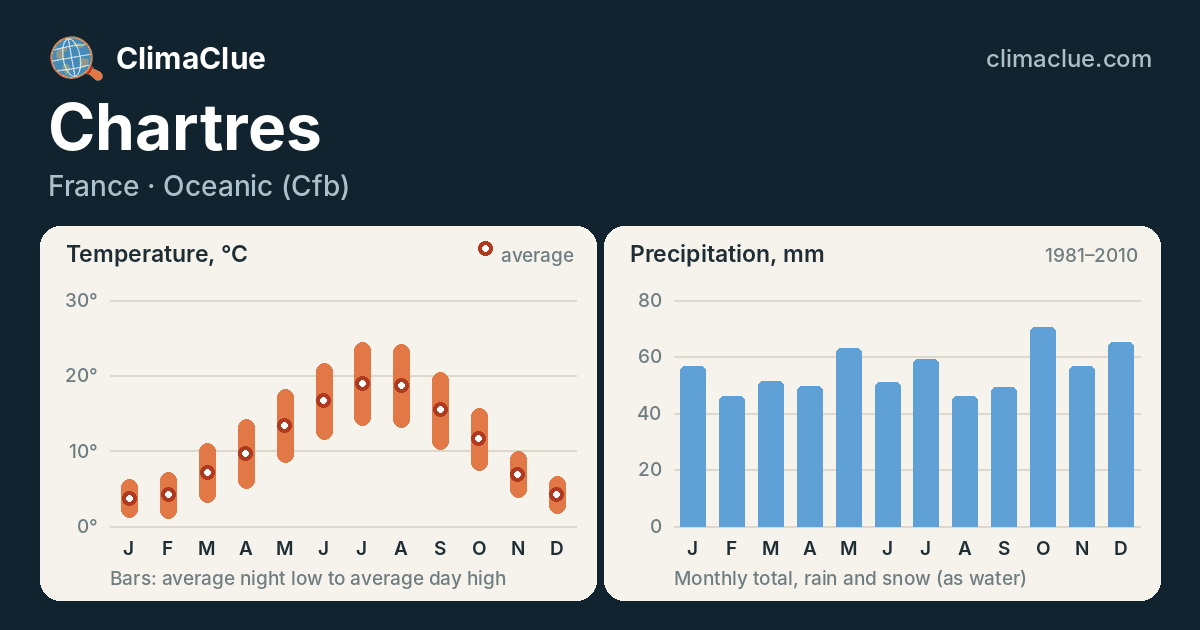 ClimaClue
climaclue.com
Chartres
France · Oceanic (Cfb)
Temperature, °C
average
30°
20°
10°
0°
J F M A M J J A S O N D
Bars: average night low to average day high
Precipitation, mm
1981–2010
80
60
40
20
0
J F M A M J J A S O N D
Monthly total, rain and snow (as water)